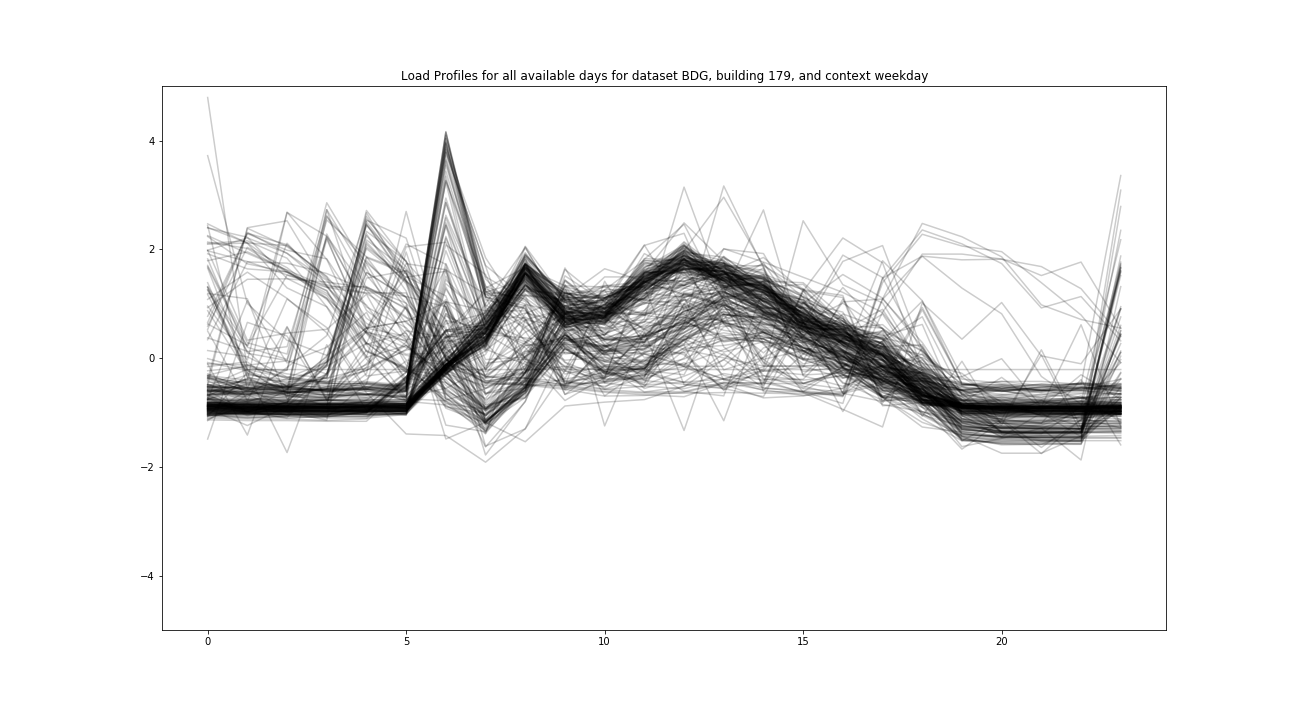 Load Profiles for all available days for dataset BDG, building 179, and context weekday
4
2
0
−2
−4
0 5 10 15 20